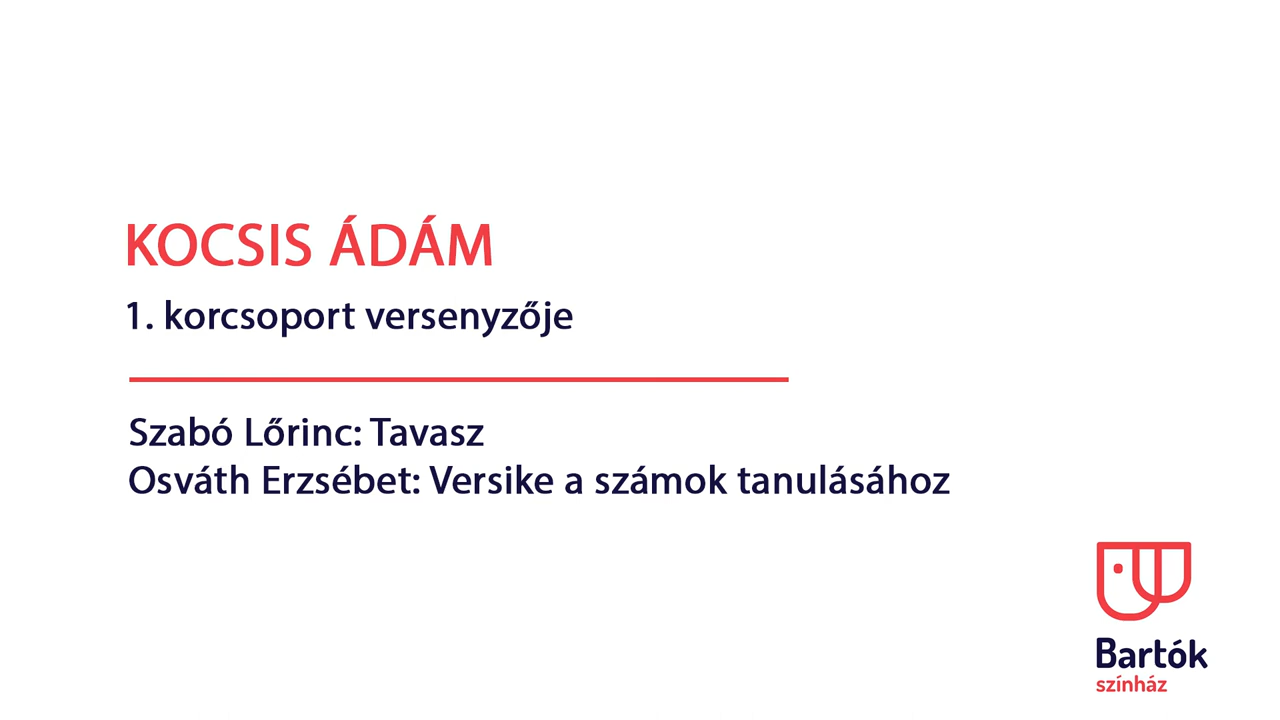 KOCSIS ÁDÁM
1. korcsoport versenyzője
Szabó Lőrinc: Tavasz
Osváth Erzsébet: Versike a számok tanulásához
Bartók
színház